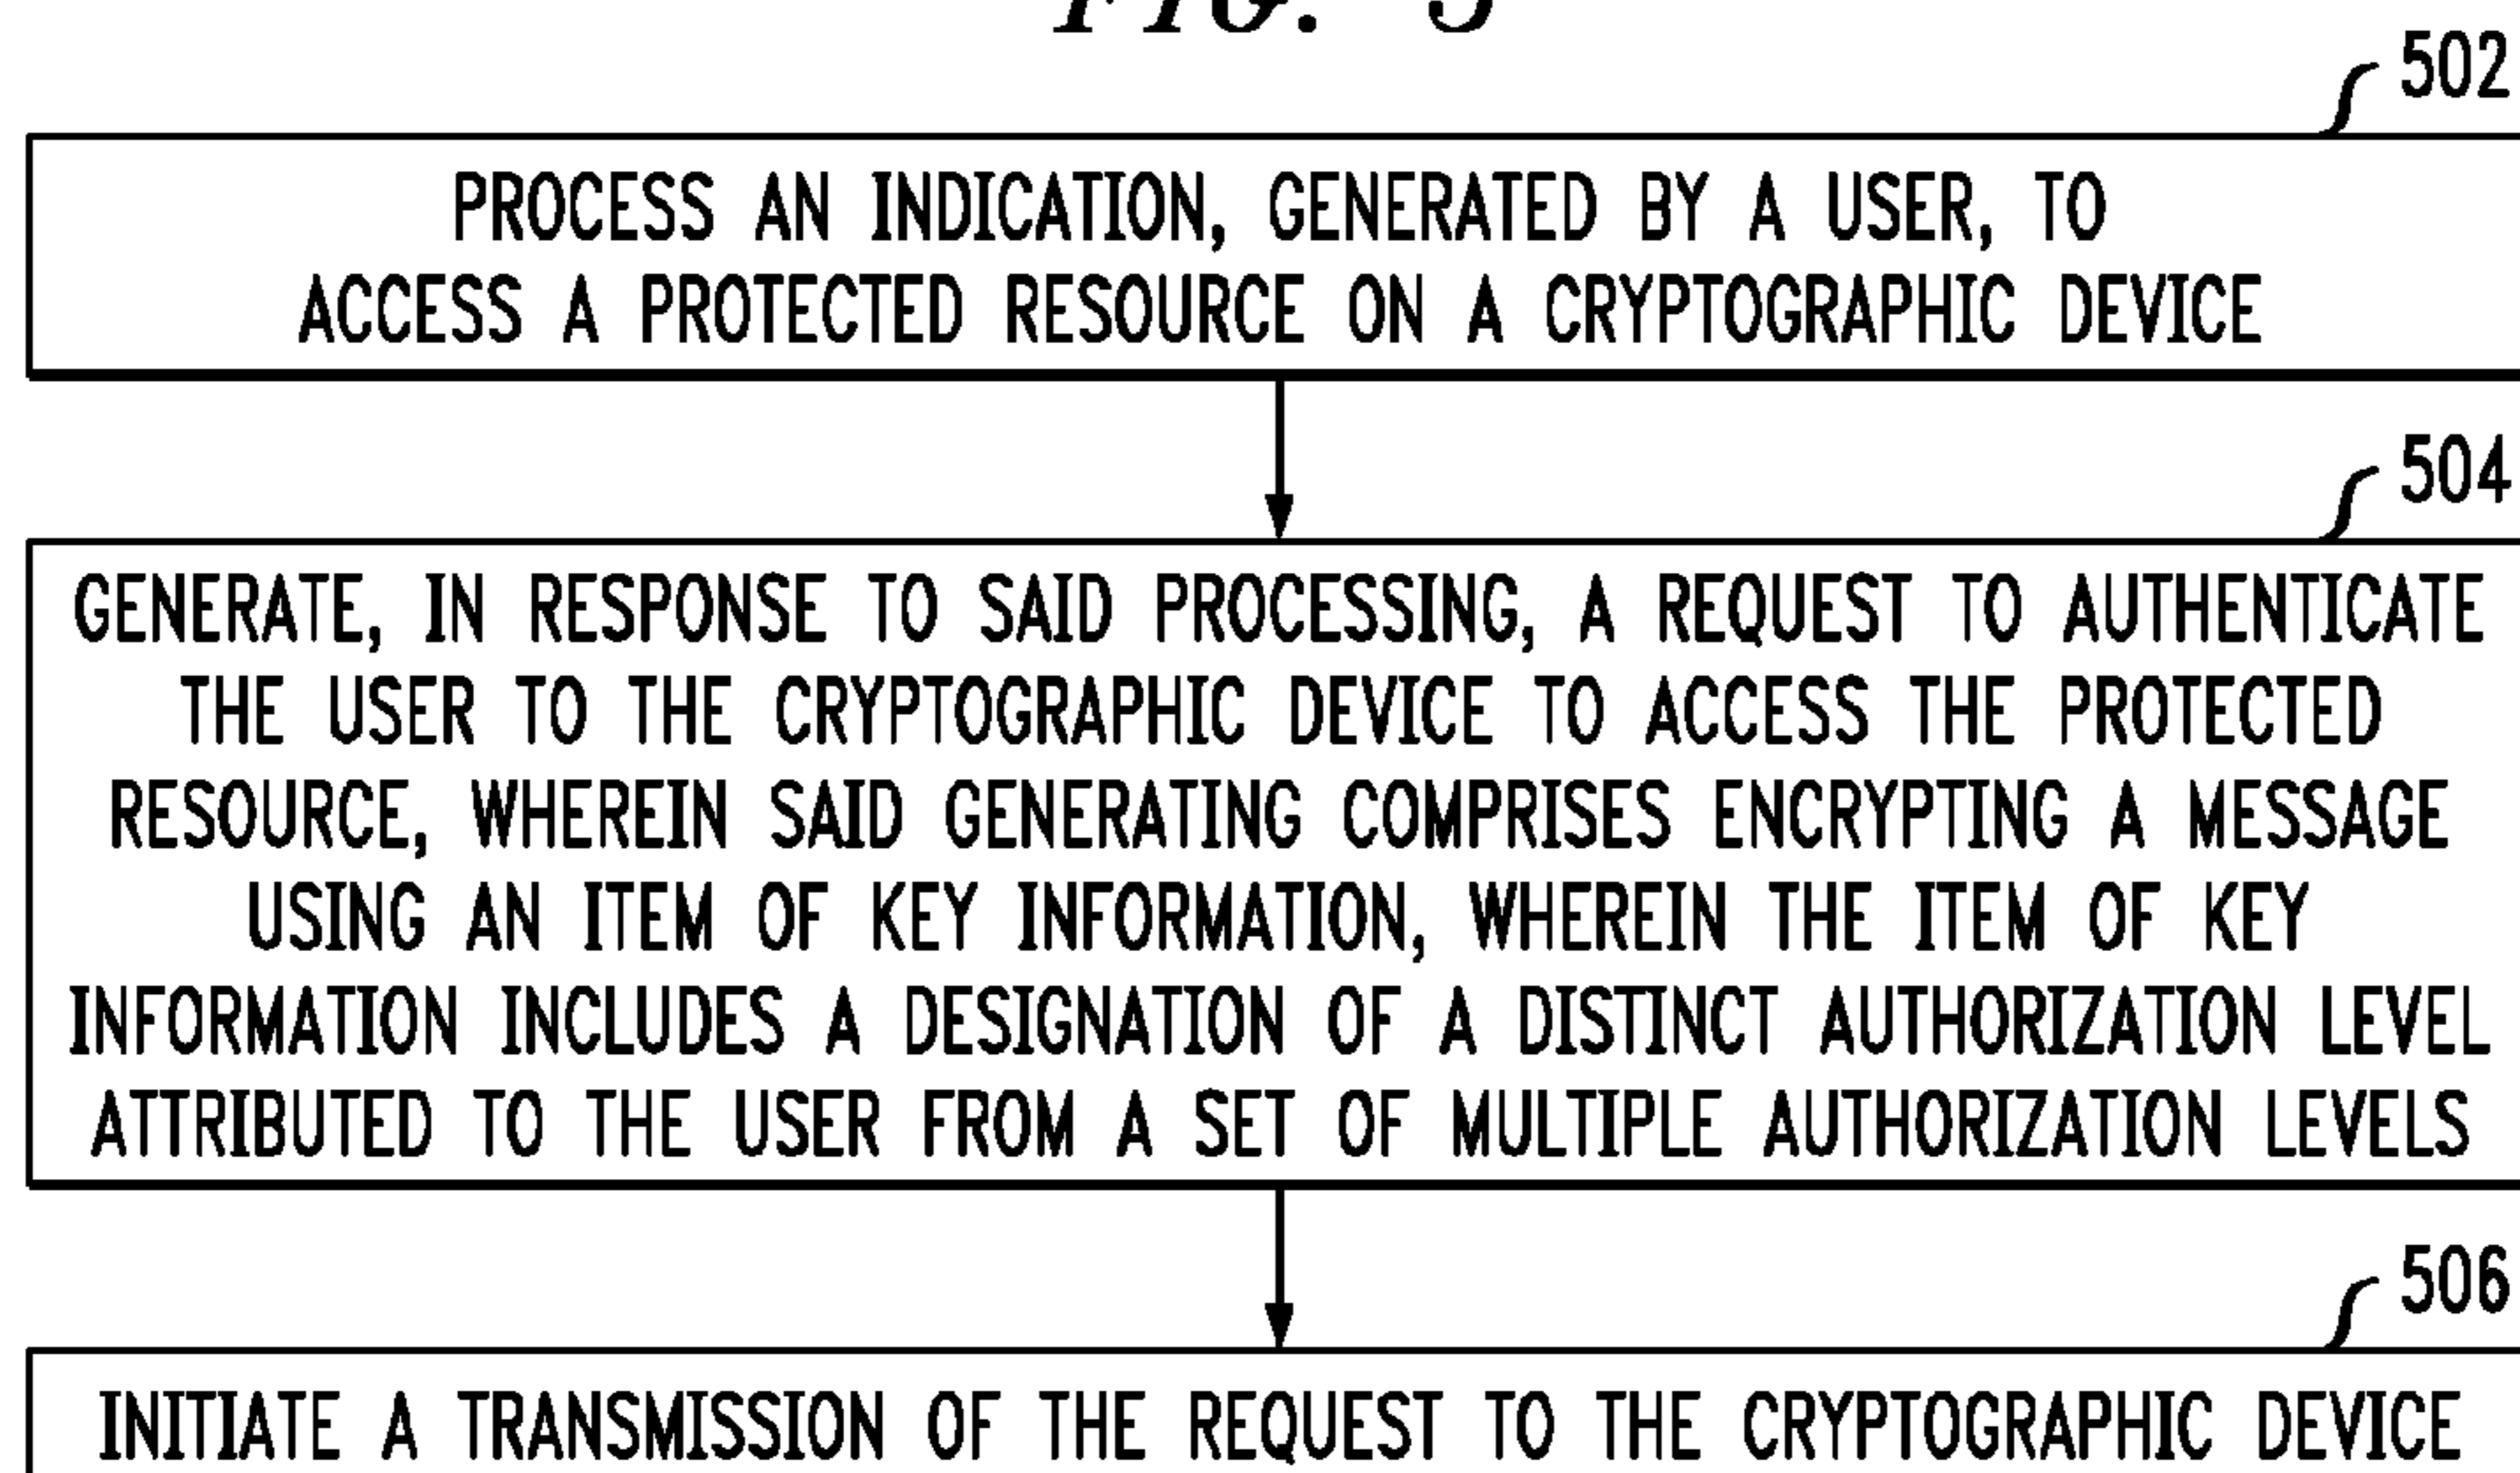 FIG. 5
502
PROCESS AN INDICATION, GENERATED BY A USER, TO
ACCESS A PROTECTED RESOURCE ON A CRYPTOGRAPHIC DEVICE
504
GENERATE, IN RESPONSE TO SAID PROCESSING, A REQUEST TO AUTHENTICATE
THE USER TO THE CRYPTOGRAPHIC DEVICE TO ACCESS THE PROTECTED
RESOURCE, WHEREIN SAID GENERATING COMPRISES ENCRYPTING A MESSAGE
USING AN ITEM OF KEY INFORMATION, WHEREIN THE ITEM OF KEY
INFORMATION INCLUDES A DESIGNATION OF A DISTINCT AUTHORIZATION LEVEL
ATTRIBUTED TO THE USER FROM A SET OF MULTIPLE AUTHORIZATION LEVELS
506
INITIATE A TRANSMISSION OF THE REQUEST TO THE CRYPTOGRAPHIC DEVICE